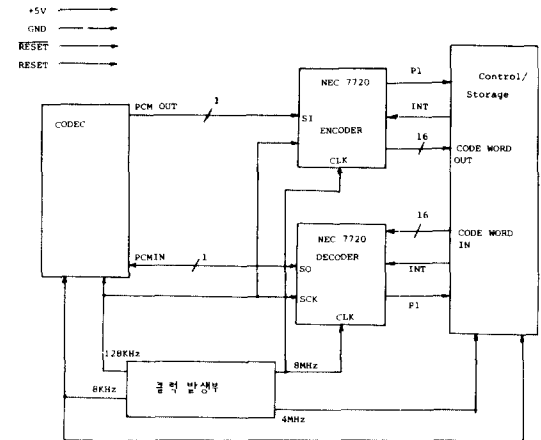 +5V
GND
RESET
RESET
NEC 7720
P1
Control/
Storage
PCM OUT
1
INT
CODEC
SI
ENCODER
16
CODE WORD
OUT
CLK
16
NEC 7720
CODE WORD
IN
PCMIN
1
DECODER
SO
INT
SCK
P1
CLK
128KHz
8MHz
8KHz
클럭 발생부
4MHz